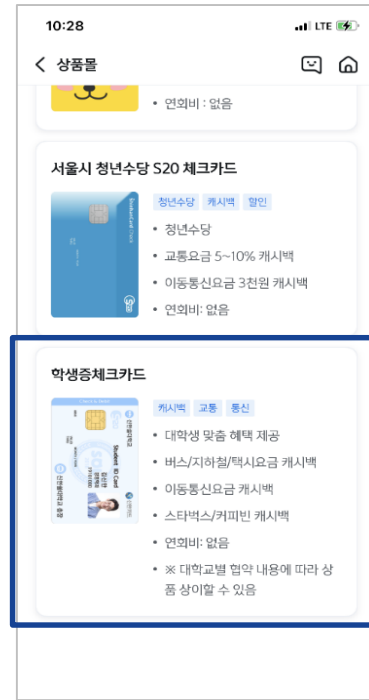 10:28
LTE
상품몰
• 연회비 : 없음
서울시 청년수당 S20 체크카드
청년수당 캐시백 할인
• 청년수당
• 교통요금 5~10% 캐시백
• 이동통신요금 3천원 캐시백
• 연회비: 없음
학생증체크카드
캐시백 교통 통신
• 대학생 맞춤 혜택 제공
• 버스/지하철/택시요금 캐시백
• 이동통신요금 캐시백
• 스타벅스/커피빈 캐시백
• 연회비: 없음
• ※ 대학교별 협약 내용에 따라 상
품 상이할 수 있음
Student ID Card